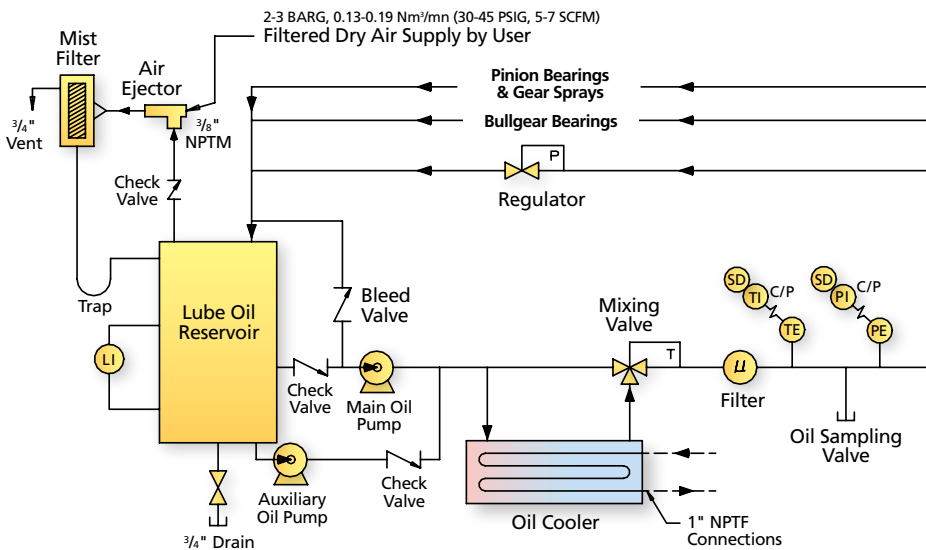 2-3 BARG, 0.13-0.19 Nm³/mn (30-45 PSIG, 5-7 SCFM)
Filtered Dry Air Supply by User
Mist
Filter
Air
Ejector
3/4"
Vent
3/8"
NPTM
Pinion Bearings
& Gear Sprays
Bullgear Bearings
P
Regulator
Check
Valve
Trap
Lube Oil
Reservoir
LI
Bleed
Valve
Check
Valve
Main Oil
Pump
Mixing
Valve
T
μ
Filter
SD
TI
C/P
TE
SD
PI
C/P
PE
Oil Sampling
Valve
Auxiliary
Oil Pump
Check
Valve
Oil Cooler
1" NPTF
Connections
3/4" Drain